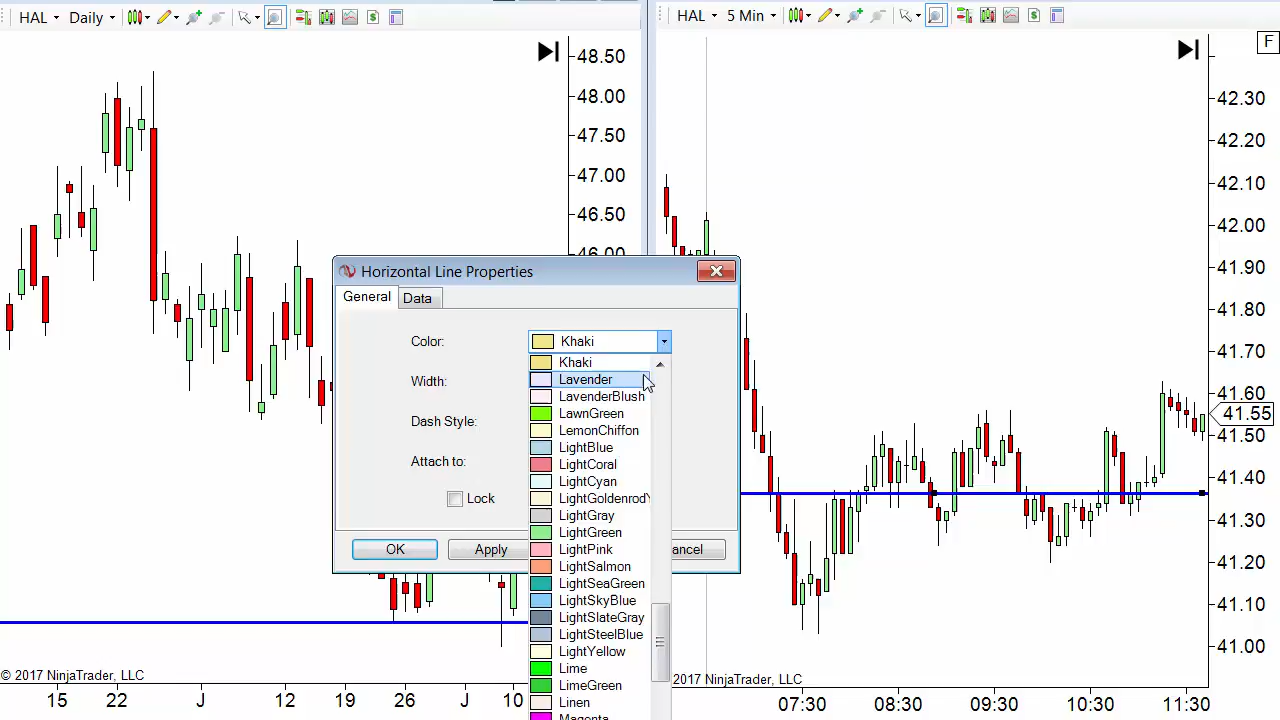 HAL Daily
HAL 5 Min
F
48.50
48.00
47.50
47.00
46.50
46.00
42.30
42.20
42.10
42.00
41.90
41.80
41.70
41.60
41.55
41.50
41.40
41.30
41.20
41.10
41.00
Horizontal Line Properties
General Data
Color: Khaki
Width:
Dash Style:
Attach to:
Lock
OK Apply ancel
Khaki
Lavender
LavenderBlush
LawnGreen
LemonChiffon
LightBlue
LightCoral
LightCyan
LightGoldenrodY
LightGray
LightGreen
LightPink
LightSalmon
LightSeaGreen
LightSkyBlue
LightSlateGray
LightSteelBlue
LightYellow
Lime
LimeGreen
Linen
Magenta
© 2017 NinjaTrader, LLC
2017 NinjaTrader, LLC
15 22 J 12 19 26 J 10
07:30 08:30 09:30 10:30 11:30